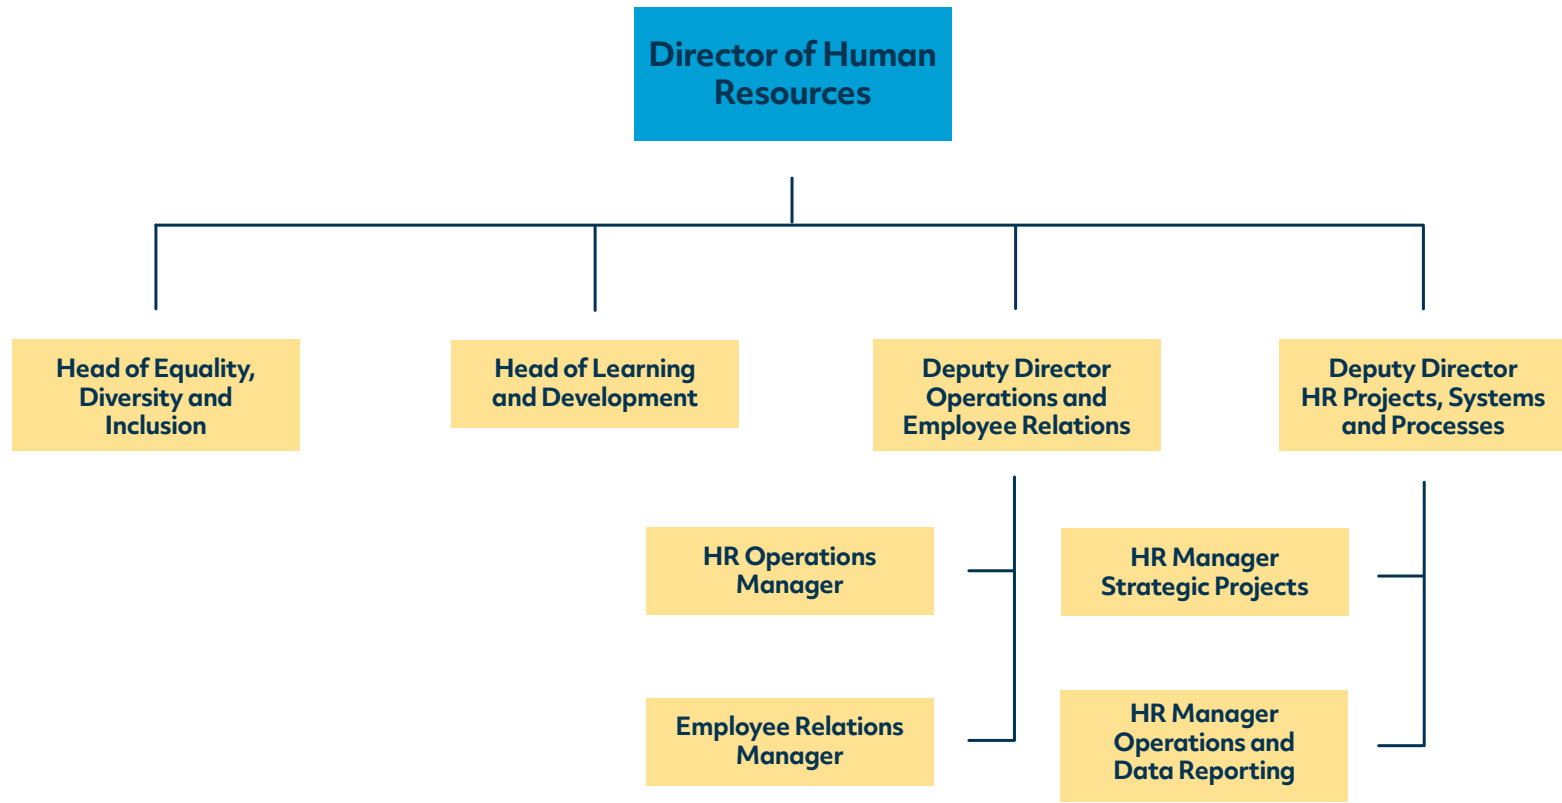 Director of Human
Resources
Head of Equality,
Diversity and
Inclusion
Head of Learning
and Development
Deputy Director
Operations and
Employee Relations
Deputy Director
HR Projects, Systems
and Processes
HR Operations
Manager
HR Manager
Strategic Projects
Employee Relations
Manager
HR Manager
Operations and
Data Reporting